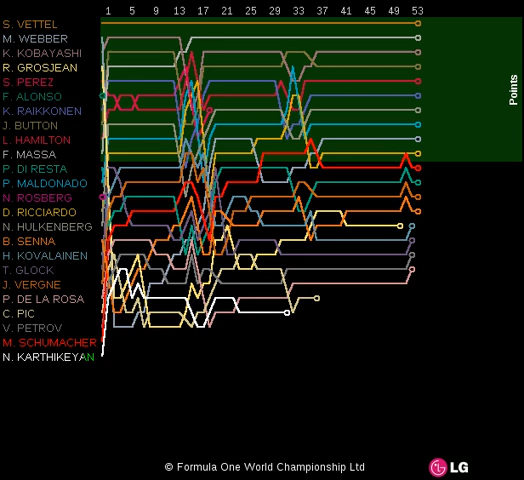 1 5 9 13 17 21 25 29 33 37 41 45 49 53
S. VETTEL
M. WEBBER
K. KOBAYASHI
R. GROSJEAN
S. PEREZ
F. ALONSO
K. RAIKKONEN
J. BUTTON
L. HAMILTON
F. MASSA
P. DI RESTA
P. MALDONADO
N. ROSBERG
D. RICCIARDO
N. HULKENBERG
B. SENNA
H. KOVALAINEN
T. GLOCK
J. VERGNE
P. DE LA ROSA
C. PIC
V. PETROV
M. SCHUMACHER
N. KARTHIKEYAN
Points
© Formula One World Championship Ltd
LG